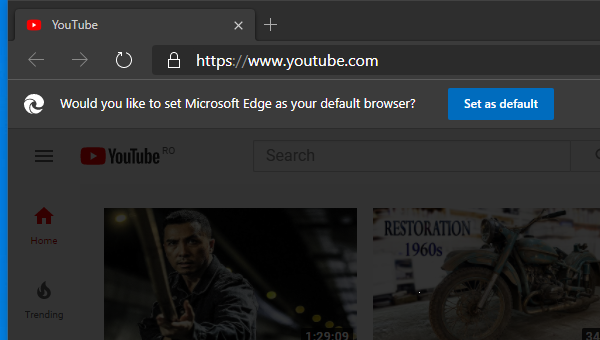 YouTube
https://www.youtube.com
Would you like to set Microsoft Edge as your default browser?
Set as default
YouTube RO
Search
Home
Trending
1:29:09
RESTORATION
1960s
34